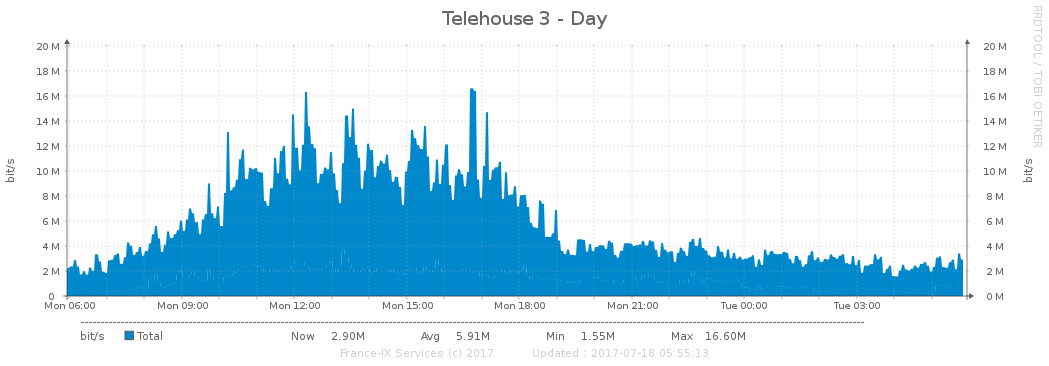 Telehouse 3 - Day
RRDTOOL / TOBI OETIKER
20 M 20 M
18 M 18 M
16 M 16 M
14 M 14 M
12 M 12 M
10 M 10 M
8 M 8 M
6 M 6 M
4 M 4 M
2 M 2 M
0 0 M
bit/s bit/s
Mon 06:00 Mon 09:00 Mon 12:00 Mon 15:00 Mon 18:00 Mon 21:00 Tue 00:00 Tue 03:00
bit/s Total Now 2.90M Avg 5.91M Min 1.55M Max 16.60M
France-IX Services (c) 2017 Updated : 2017-07-18 05:55:13